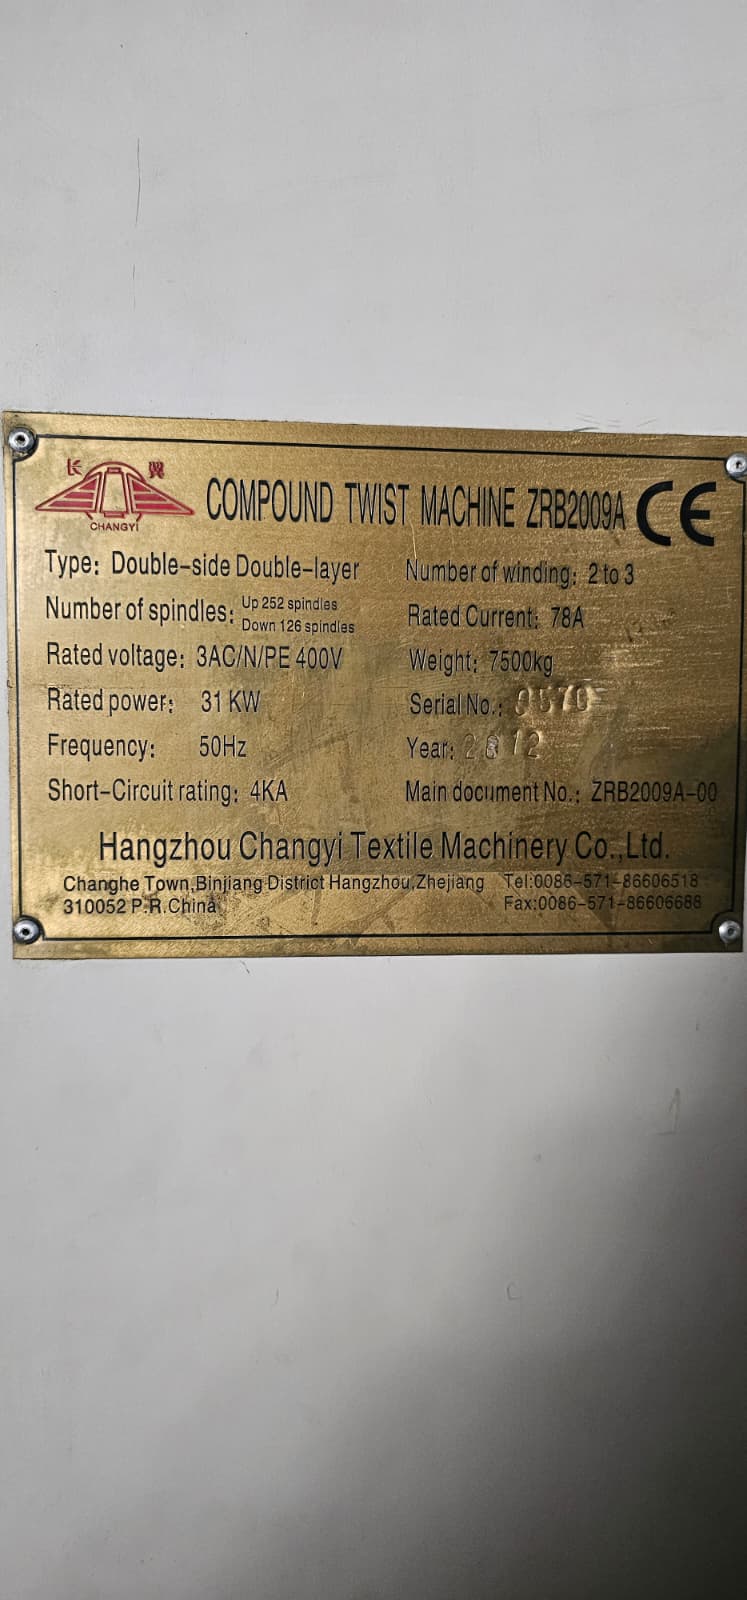 长 翼
CHANGYI
COMPOUND TWIST MACHINE ZRB2009A CE
Type: Double-side Double-layer
Number of winding: 2 to 3
Number of spindles: Up 252 spindles
Down 126 spindles
Rated Current: 78A
Rated voltage: 3AC/N/PE 400V
Weight: 7500kg
Rated power: 31 KW
Serial No.: 0570
Frequency: 50Hz
Year: 2012
Short-Circuit rating: 4KA
Main document No.: ZRB2009A-00
Hangzhou Changyi Textile Machinery Co.,Ltd.
Changhe Town,Binjiang District Hangzhou,Zhejiang
310052 P.R.China
Tel:0086-571-86606518
Fax:0086-571-86606688